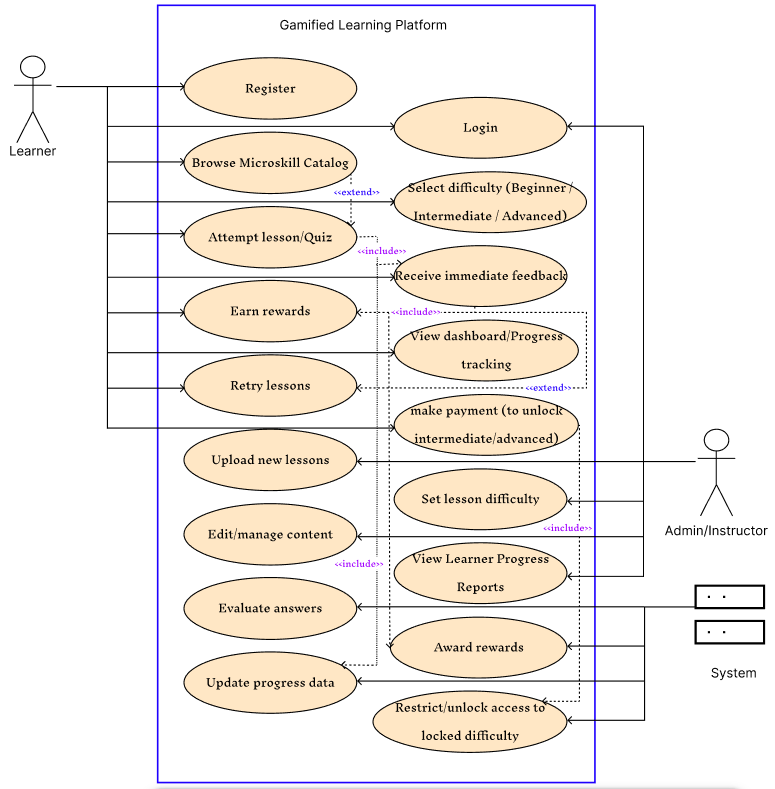 Gamified Learning Platform
Learner
Register
Login
Browse Microskill Catalog
<<extend>>
Select difficulty (Beginner /
Intermediate / Advanced)
Attempt lesson/Quiz
<<include>>
Receive immediate feedback
Earn rewards
<<include>>
View dashboard/Progress
tracking
Retry lessons
<<extend>>
make payment (to unlock
intermediate/advanced)
Upload new lessons
Set lesson difficulty
Admin/Instructor
Edit/manage content
<<include>>
<<include>>
View Learner Progress
Reports
Evaluate answers
Award rewards
System
Update progress data
Restrict/unlock access to
locked difficulty